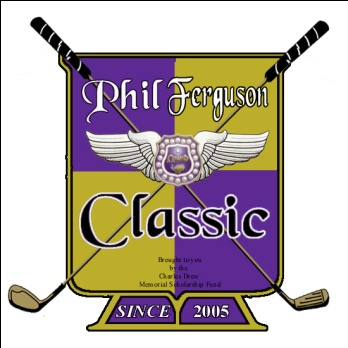 Phil Ferguson
Classic
Brought to you
by the
Charles Drew
Memorial Scholarship Fund
SINCE 2005